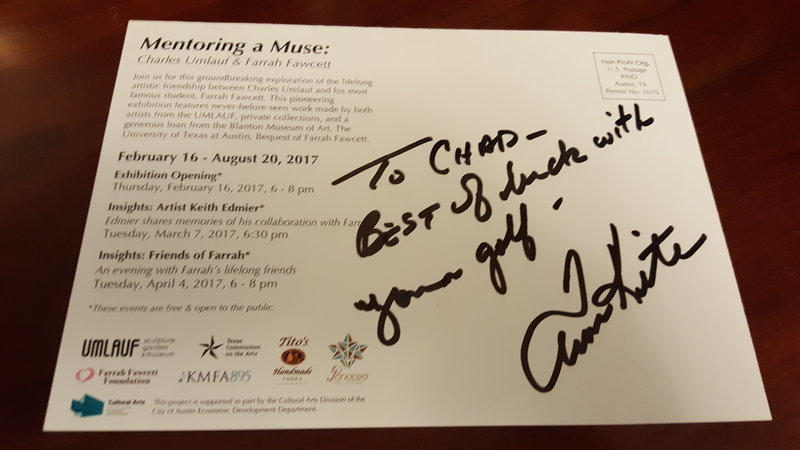 Mentoring a Muse:
Charles Umlauf & Farrah Fawcett
Join us for this groundbreaking exploration of the lifelong
artistic friendship between Charles Umlauf and his most
famous student, Farrah Fawcett. This pioneering
exhibition features never-before-seen work made by both
artists from the UMLAUF, private collections, and a
generous loan from the Blanton Museum of Art, The
University of Texas at Austin, Bequest of Farrah Fawcett.
February 16 - August 20, 2017
Exhibition Opening*
Thursday, February 16, 2017, 6 - 8 pm
Insights: Artist Keith Edmier*
Edmier shares memories of his collaboration with Farr
Tuesday, March 7, 2017, 6:30 pm
Insights: Friends of Farrah*
An evening with Farrah's lifelong friends
Tuesday, April 4, 2017, 6 - 8 pm
*These events are free & open to the public.
UMLAUF sculpture garden & museum
Texas Commission on the Arts
Tito's Handmade VODKA
Panacea
Farrah Fawcett Foundation
KMFA 89.5
Cultural Arts
This project is supported in part by the Cultural Arts Division of the
City of Austin Economic Development Department.
Non Profit Org.
U.S. Postage
PAID
Austin, TX
Permit No. 1670
To CHAD -
BEST of luck with
your golf -
Tom Kite